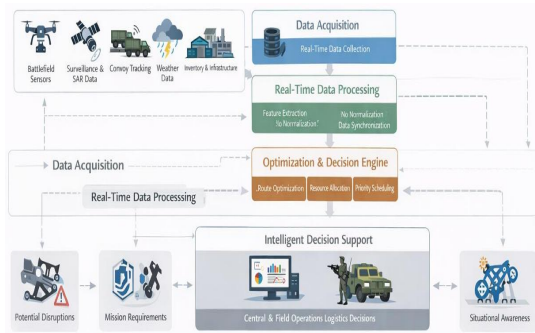 Data Acquisition
Real-Time Data Collection
Battlefield
Sensors
Surveillance &
SAR Data
Convoy Tracking
Weather
Data
Inventory & Infrastructure
Real-Time Data Processing
Feature Extraction
No Normalization
No Normalization
Data Synchronization
Data Acquisition
Optimization & Decision Engine
.Route Optimization
Resource Allocation
Priority Scheduling
Real-Time Data Processsing
Intelligent Decision Support
Central & Field Operations Logistics Decisions
Potential Disruptions
Mission Requirements
Situational Awareness